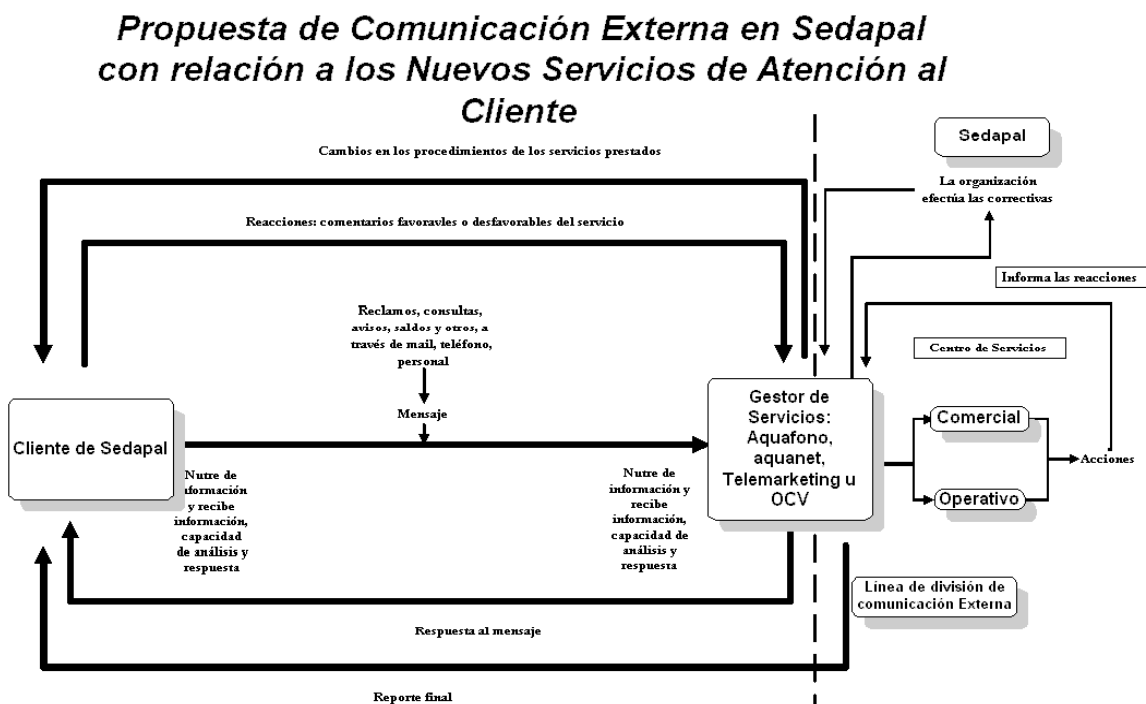 Propuesta de Comunicación Externa en Sedapal
con relación a los Nuevos Servicios de Atención al
Cliente
Cambios en los procedimientos de los servicios prestados
Sedapal
La organización
efectúa las correctivas
Reacciones: comentarios favoravles o desfavorables del servicio
Informa las reacciones
Reclamos, consultas,
avisos, saldos y otros, a
través de mail, teléfono,
personal
Centro de Servicios
Mensaje
Cliente de Sedapal
Gestor de
Servicios:
Aquafono,
aquanet,
Telemarketing u
OCV
Comercial
Acciones
Operativo
Nutre de
información
y recibe
información,
capacidad
de análisis y
respuesta
Nutre de
información y
recibe
información,
capacidad de
análisis y
respuesta
Línea de división de
comunicación Externa
Respuesta al mensaje
Reporte final